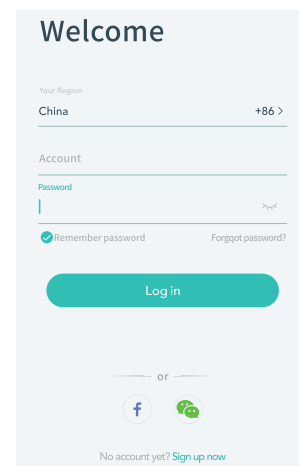 Welcome
Your Region
China +86
Account
Password
Remember password Forgqot password?
Log in
or
No account yet? Sign up now